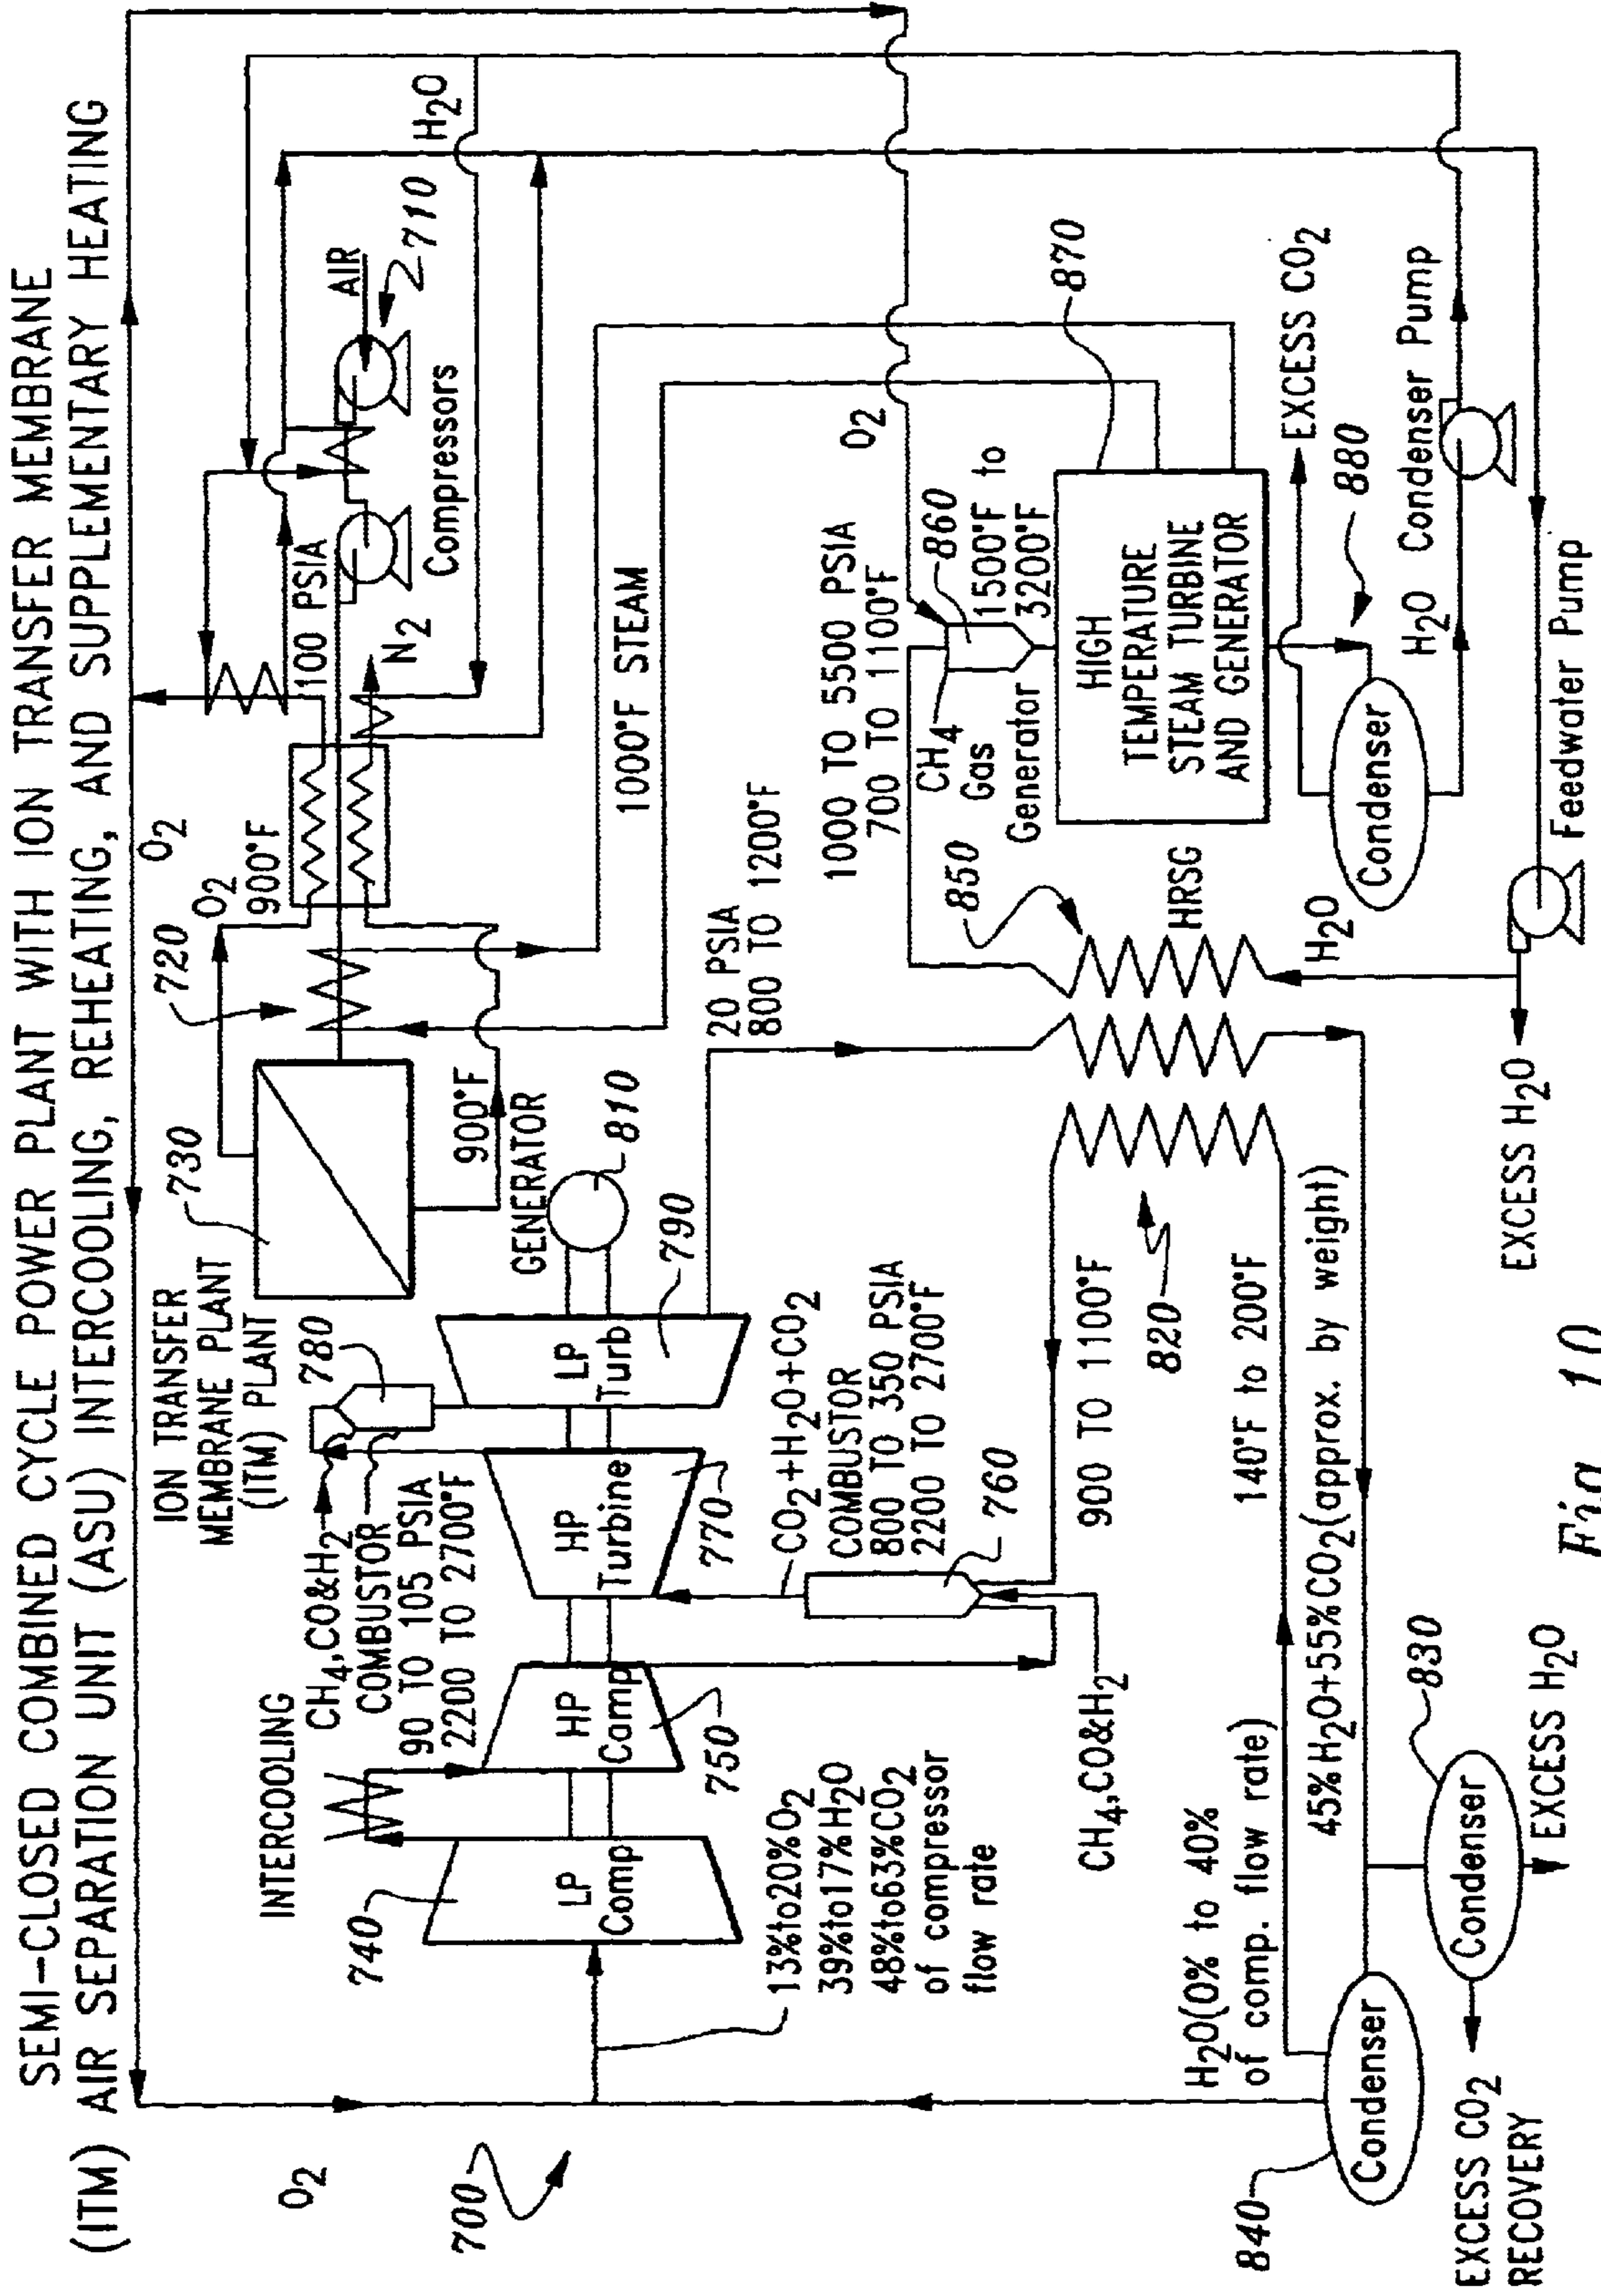 SEMI-CLOSED COMBINED CYCLE POWER PLANT WITH ION TRANSFER MEMBRANE
(ITM) AIR SEPARATION UNIT (ASU) INTERCOOLING, REHEATING, AND SUPPLEMENTARY HEATING
O2
O2
O2
900°F
720
730
ION TRANSFER
MEMBRANE PLANT
(ITM) PLANT
900°F
100 PSIA
N2
Compressors
AIR
710
H2O
1000°F STEAM
INTERCOOLING
CH4,CO&H2
COMBUSTOR
90 TO 105 PSIA
2200 TO 2700°F
780
GENERATOR
810
700
740
LP
Comp
HP
Comp
750
HP
Turbine
770
LP
Turb
790
20 PSIA
800 TO 1200°F
13%to20%O2
39%to17%H2O
48%to63%CO2
of compressor
flow rate
CO2+H2O+CO2
COMBUSTOR
800 TO 350 PSIA
2200 TO 2700°F
760
CH4,CO&H2
900 TO 1100°F
820
140°F to 200°F
H2O(0% to 40%
of comp. flow rate)
45%H2O+55%CO2(approx. by weight)
O2
1000 TO 5500 PSIA
700 TO 1100°F
850
CH4
Gas
Generator
860
1500°F to
3200°F
HIGH
TEMPERATURE
STEAM TURBINE
AND GENERATOR
870
HRSG
H2O
EXCESS CO2
880
Condenser
H2O
Condenser Pump
Feedwater Pump
EXCESS H2O
840
Condenser
830
Condenser
EXCESS H2O
EXCESS CO2
RECOVERY
Fig. 10